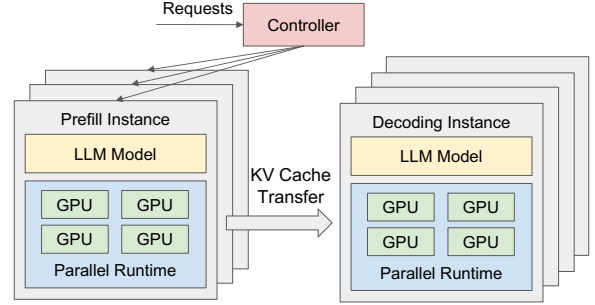 Requests
Controller
Prefill Instance
LLM Model
GPU
GPU
GPU
GPU
Parallel Runtime
KV Cache
Transfer
Decoding Instance
LLM Model
GPU
GPU
GPU
GPU
Parallel Runtime